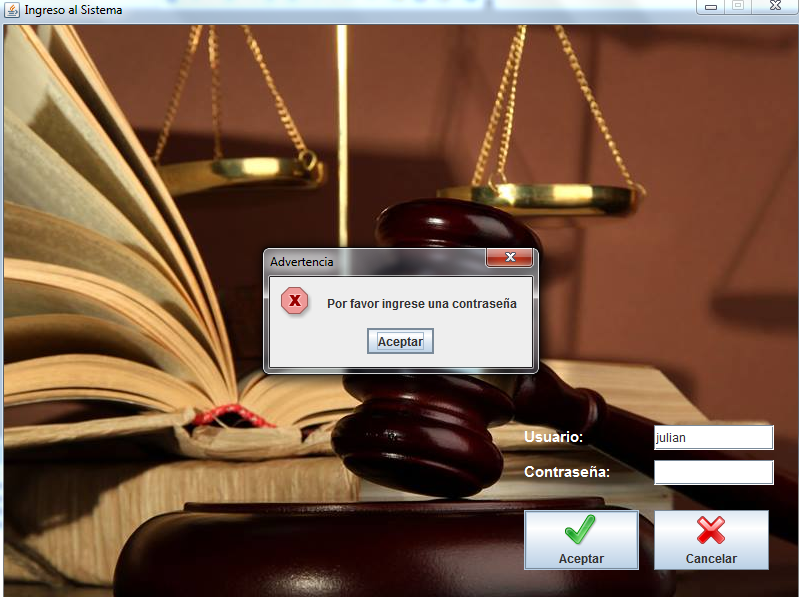 Ingreso al Sistema
Advertencia
Por favor ingrese una contraseña
Aceptar
Usuario: julian
Contraseña:
Aceptar Cancelar